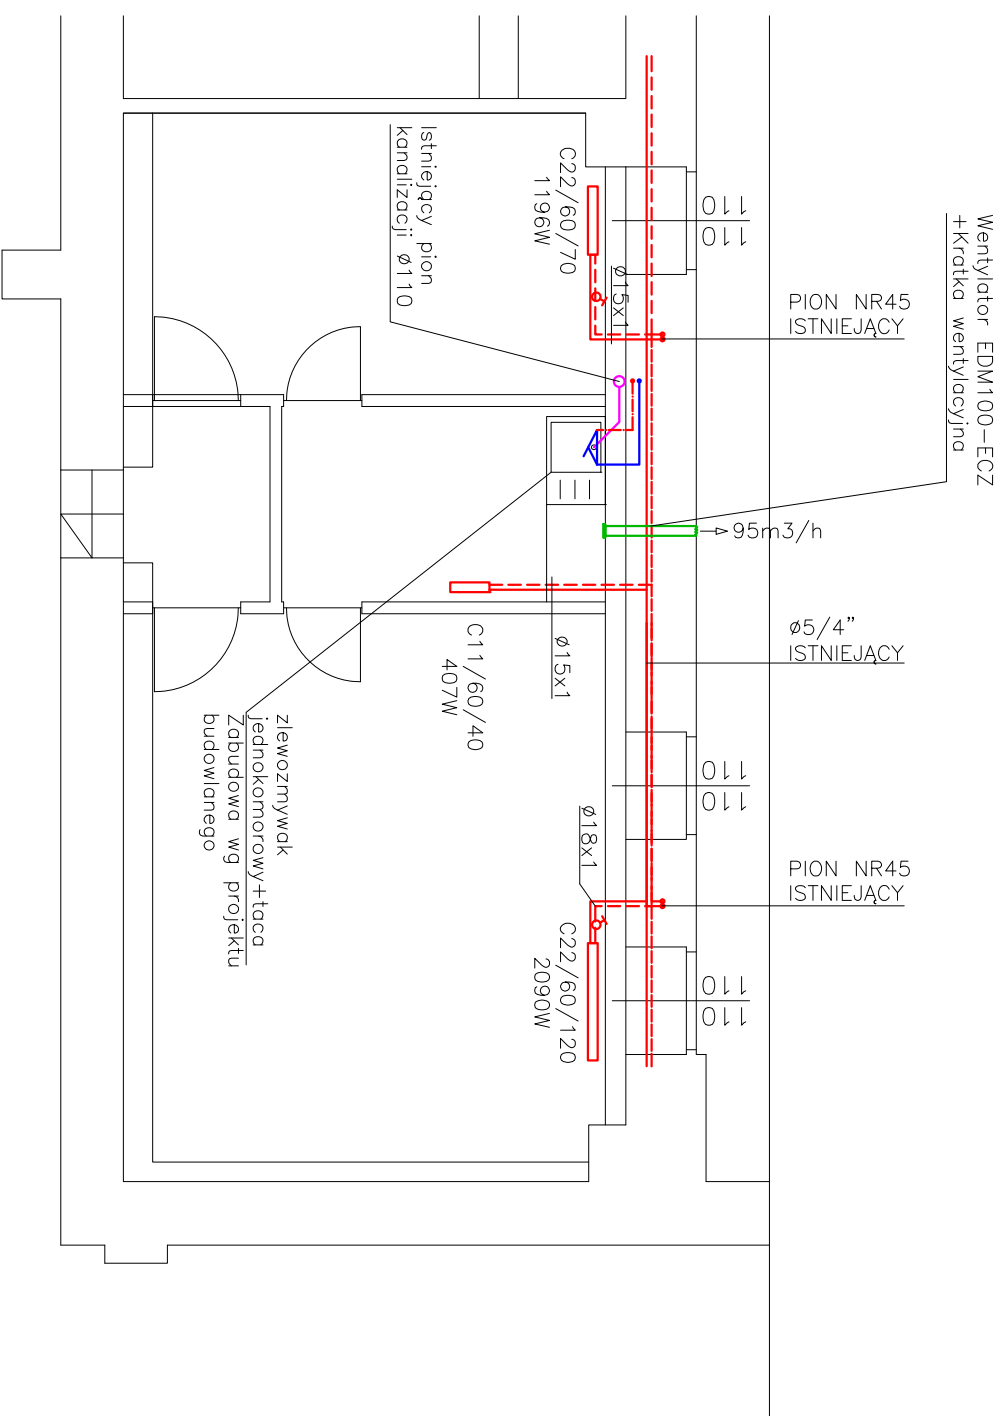 Wentylator EDM100-ECZ
+Kratka wentylacyjna
PION NR45
ISTNIEJĄCY
95m3/h
ø5/4"
ISTNIEJĄCY
PION NR45
ISTNIEJĄCY
110
110
110
110
110
110
C22/60/70
1196W
ø15x1
Istniejący pion
kanalizacji ø110
C11/60/40
407W
ø15x1
ø18x1
C22/60/120
2090W
zlewozmywak
jednokomorowy+taca
Zabudowa wg projektu
budowlanego